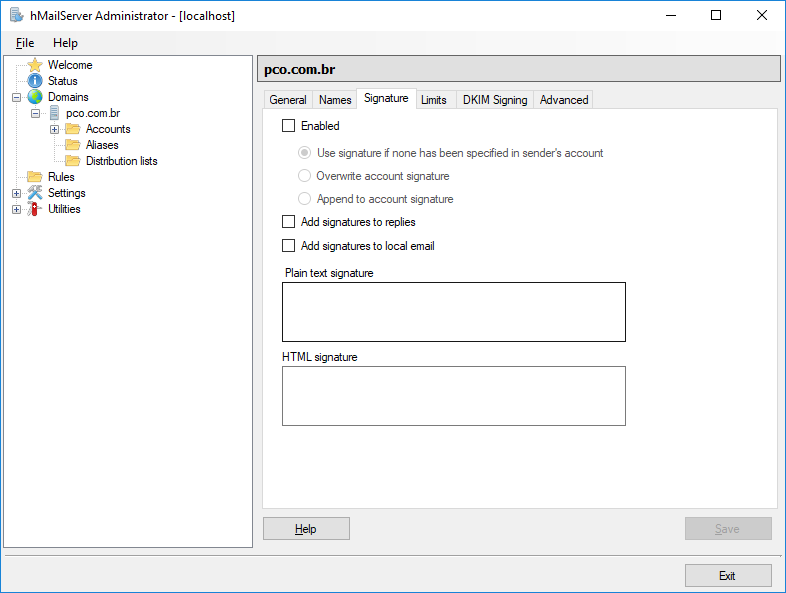 hMailServer Administrator - [localhost]
File Help
Welcome
Status
Domains
pco.com.br
Accounts
Aliases
Distribution lists
Rules
Settings
Utilities
pco.com.br
General Names Signature Limits DKIM Signing Advanced
Enabled
Use signature if none has been specified in sender's account
Overwrite account signature
Append to account signature
Add signatures to replies
Add signatures to local email
Plain text signature
HTML signature
Help Save
Exit